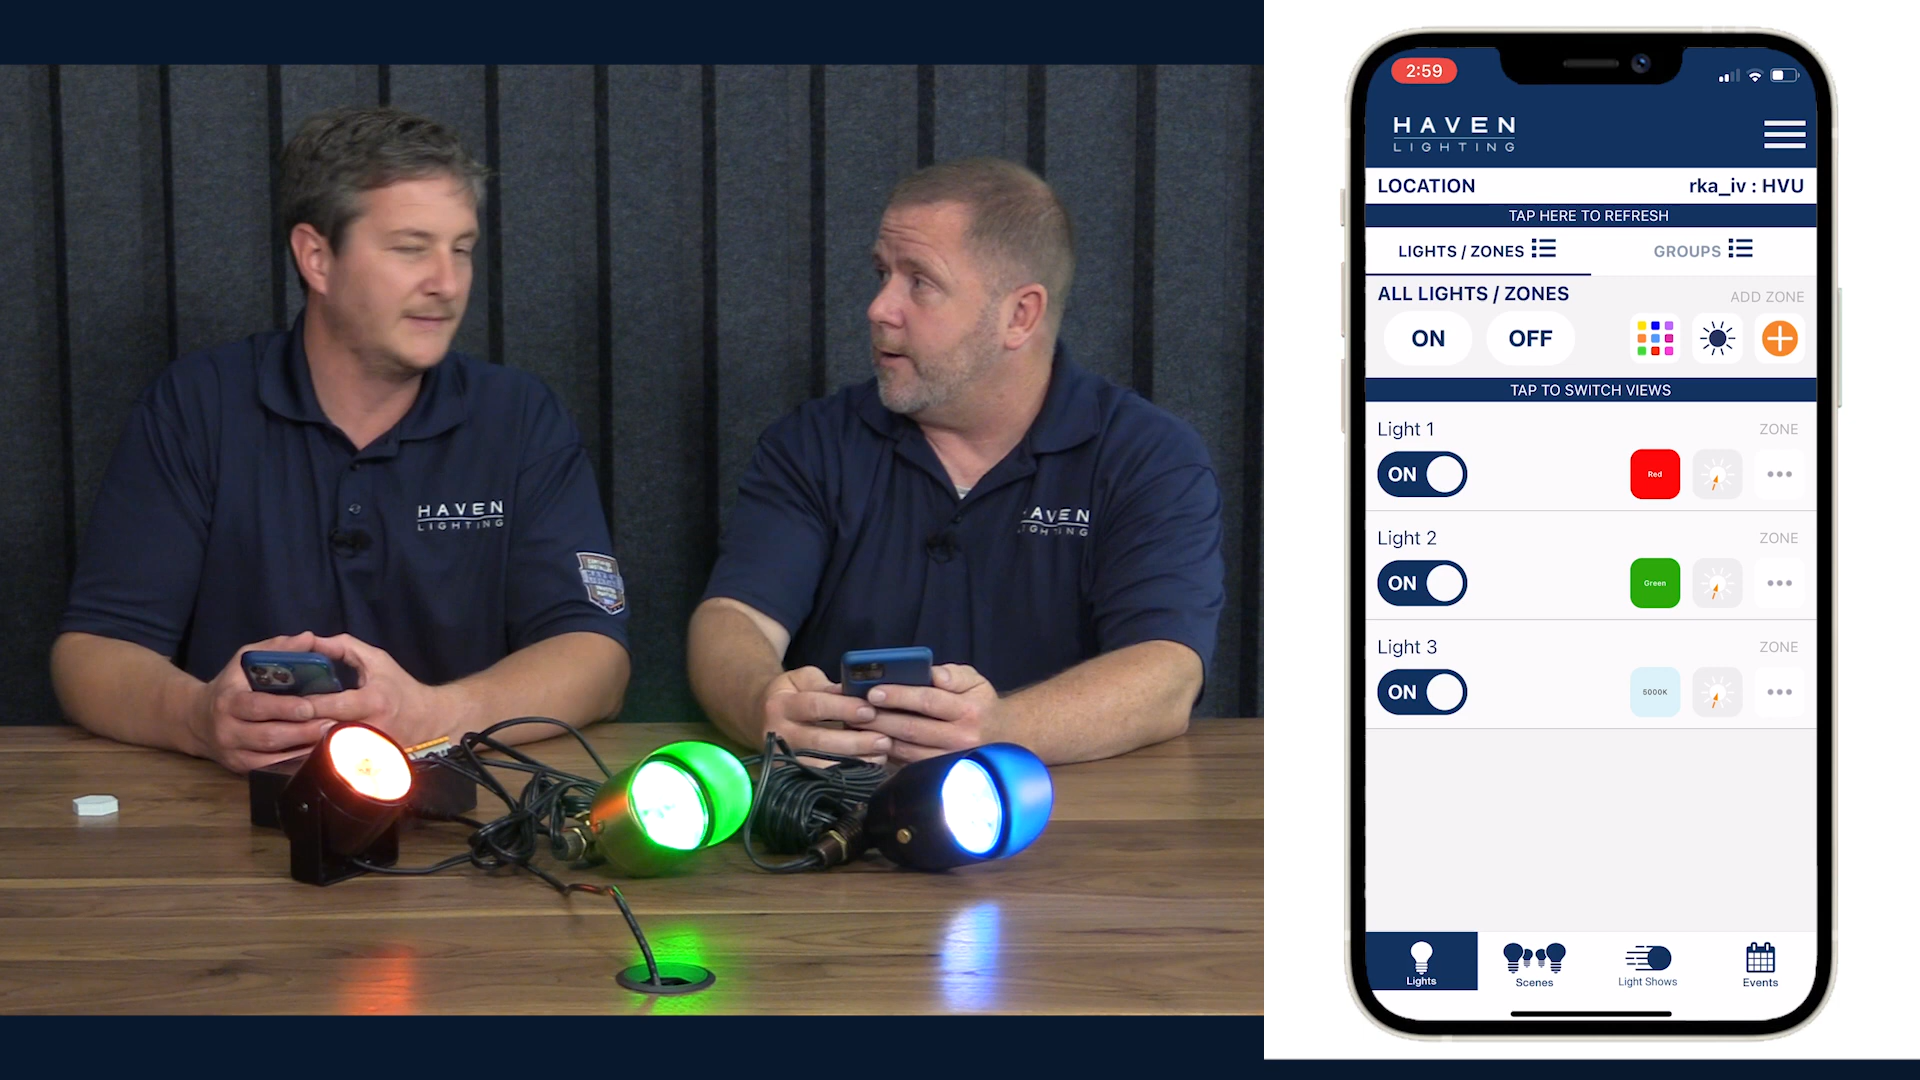 HAVEN
LIGHTING
AVEN
IGHTING
2:59
HAVEN
LIGHTING
LOCATION
rka_iv : HVU
TAP HERE TO REFRESH
LIGHTS / ZONES
GROUPS
ALL LIGHTS / ZONES
ADD ZONE
ON
OFF
TAP TO SWITCH VIEWS
Light 1
ZONE
ON
Red
Light 2
ZONE
ON
Green
Light 3
ZONE
ON
5000K
Lights
Scenes
Light Shows
Events